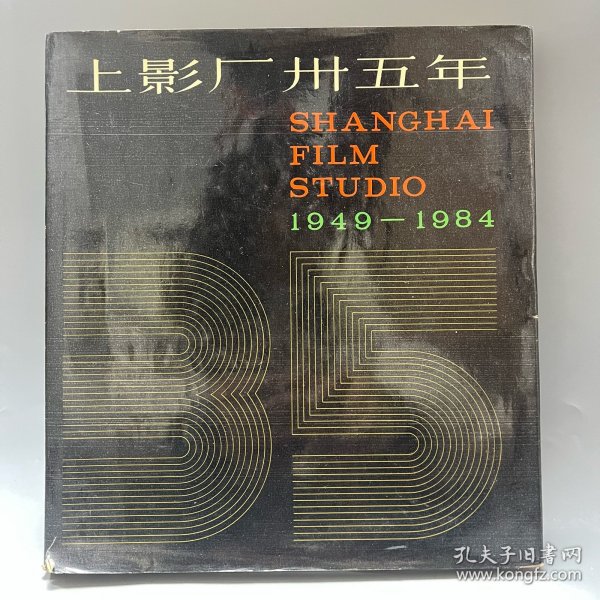 上影厂卅五年
SHANGHAI
FILM
STUDIO
1949—1984
35
孔夫子旧书网
www.kongfz.com